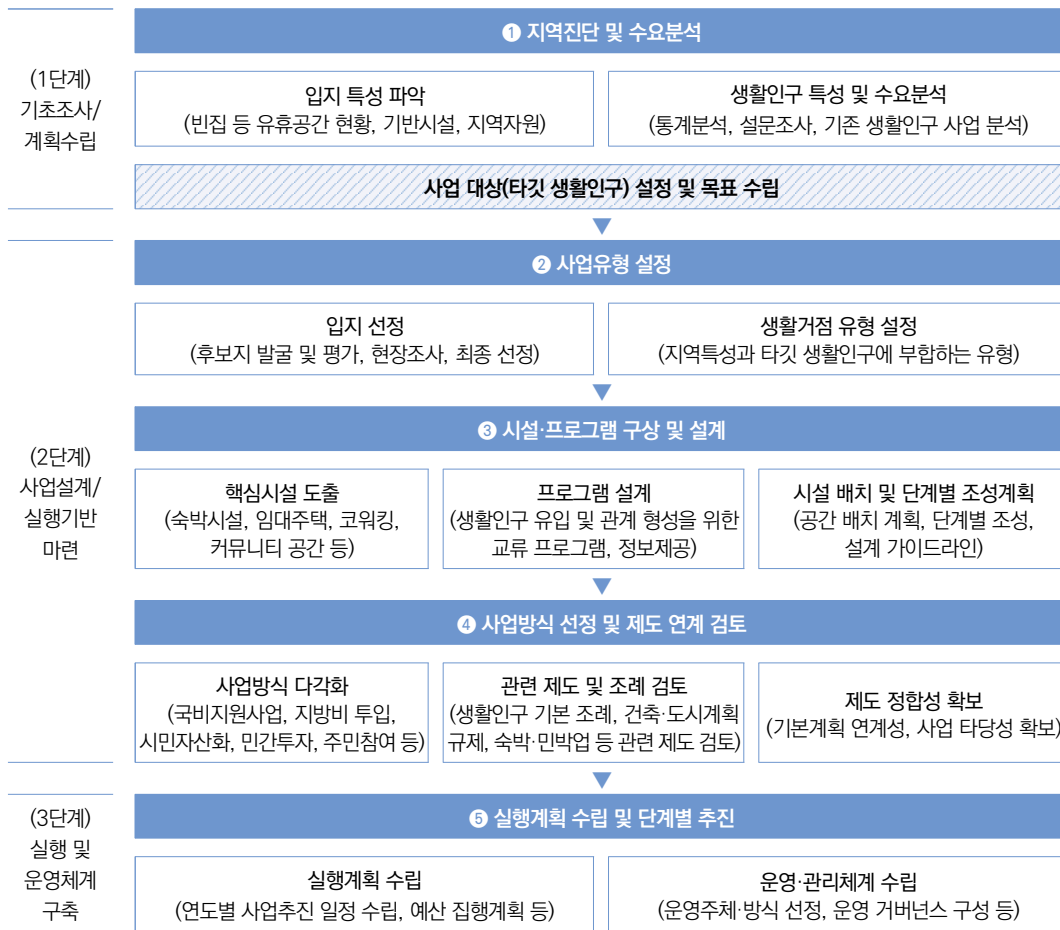 (1단계)
기초조사/
계획수립
❶ 지역진단 및 수요분석
입지 특성 파악
(빈집 등 유휴공간 현황, 기반시설, 지역자원)
생활인구 특성 및 수요분석
(통계분석, 설문조사, 기존 생활인구 사업 분석)
사업 대상(타깃 생활인구) 설정 및 목표 수립
(2단계)
사업설계/
실행기반
마련
❷ 사업유형 설정
입지 선정
(후보지 발굴 및 평가, 현장조사, 최종 선정)
생활거점 유형 설정
(지역특성과 타깃 생활인구에 부합하는 유형)
❸ 시설·프로그램 구상 및 설계
핵심시설 도출
(숙박시설, 임대주택, 코워킹,
커뮤니티 공간 등)
프로그램 설계
(생활인구 유입 및 관계 형성을 위한
교류 프로그램, 정보제공)
시설 배치 및 단계별 조성계획
(공간 배치 계획, 단계별 조성,
설계 가이드라인)
❹ 사업방식 선정 및 제도 연계 검토
사업방식 다각화
(국비지원사업, 지방비 투입,
시민자산화, 민간투자, 주민참여 등)
관련 제도 및 조례 검토
(생활인구 기본 조례, 건축·도시계획
규제, 숙박·민박업 등 관련 제도 검토)
제도 정합성 확보
(기본계획 연계성, 사업 타당성 확보)
(3단계)
실행 및
운영체계
구축
❺ 실행계획 수립 및 단계별 추진
실행계획 수립
(연도별 사업추진 일정 수립, 예산 집행계획 등)
운영·관리체계 수립
(운영주체·방식 선정, 운영 거버넌스 구성 등)